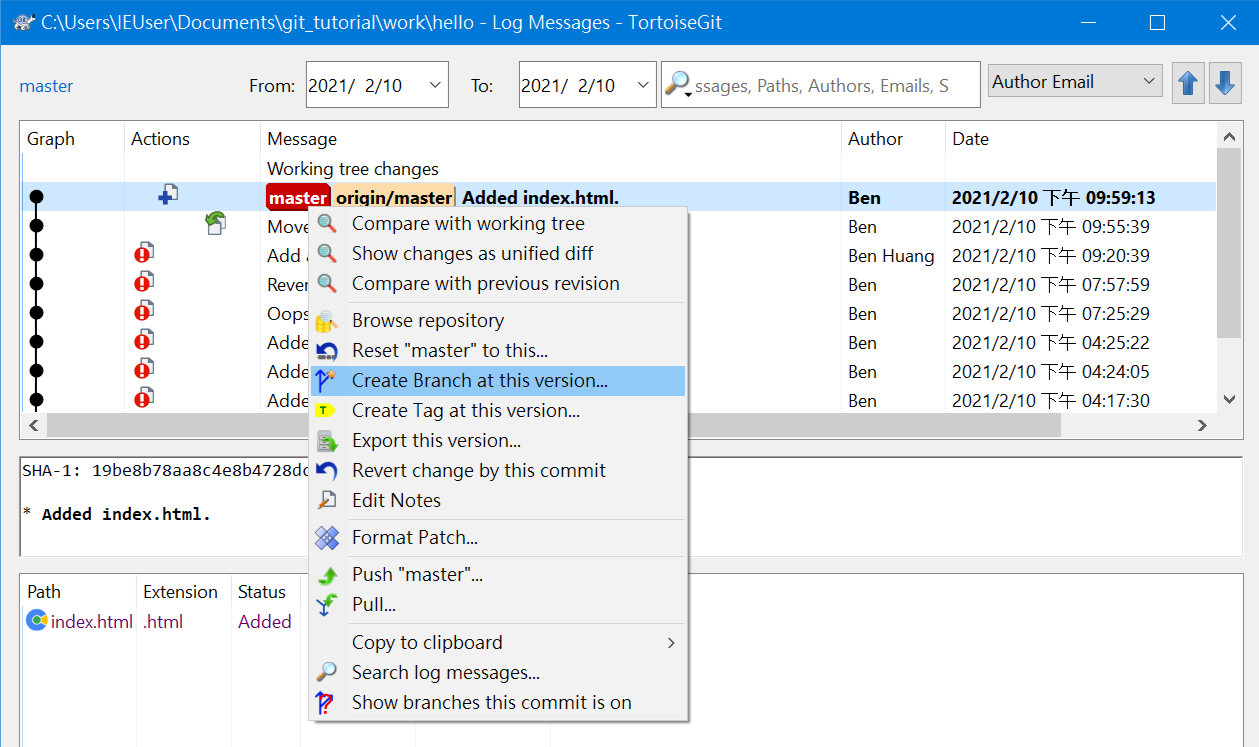 C:\Users\IEUser\Documents\git_tutorial\work\hello - Log Messages - TortoiseGit
master From: 2021/ 2/10 To: 2021/ 2/10 ssages, Paths, Authors, Emails, S Author Email
Graph Actions Message Author Date
Working tree changes
master origin/master Added index.html. Ben 2021/2/10 下午 09:59:13
Move Ben 2021/2/10 下午 09:55:39
Add Ben Huang 2021/2/10 下午 09:20:39
Rever Ben 2021/2/10 下午 07:57:59
Oops Ben 2021/2/10 下午 07:25:29
Adde Ben 2021/2/10 下午 04:25:22
Adde Ben 2021/2/10 下午 04:24:05
Adde Ben 2021/2/10 下午 04:17:30
Compare with working tree
Show changes as unified diff
Compare with previous revision
Browse repository
Reset "master" to this...
Create Branch at this version...
Create Tag at this version...
Export this version...
Revert change by this commit
Edit Notes
Format Patch...
Push "master"...
Pull...
Copy to clipboard
Search log messages...
Show branches this commit is on
SHA-1: 19be8b78aa8c4e8b4728dc
* Added index.html.
Path Extension Status
index.html .html Added